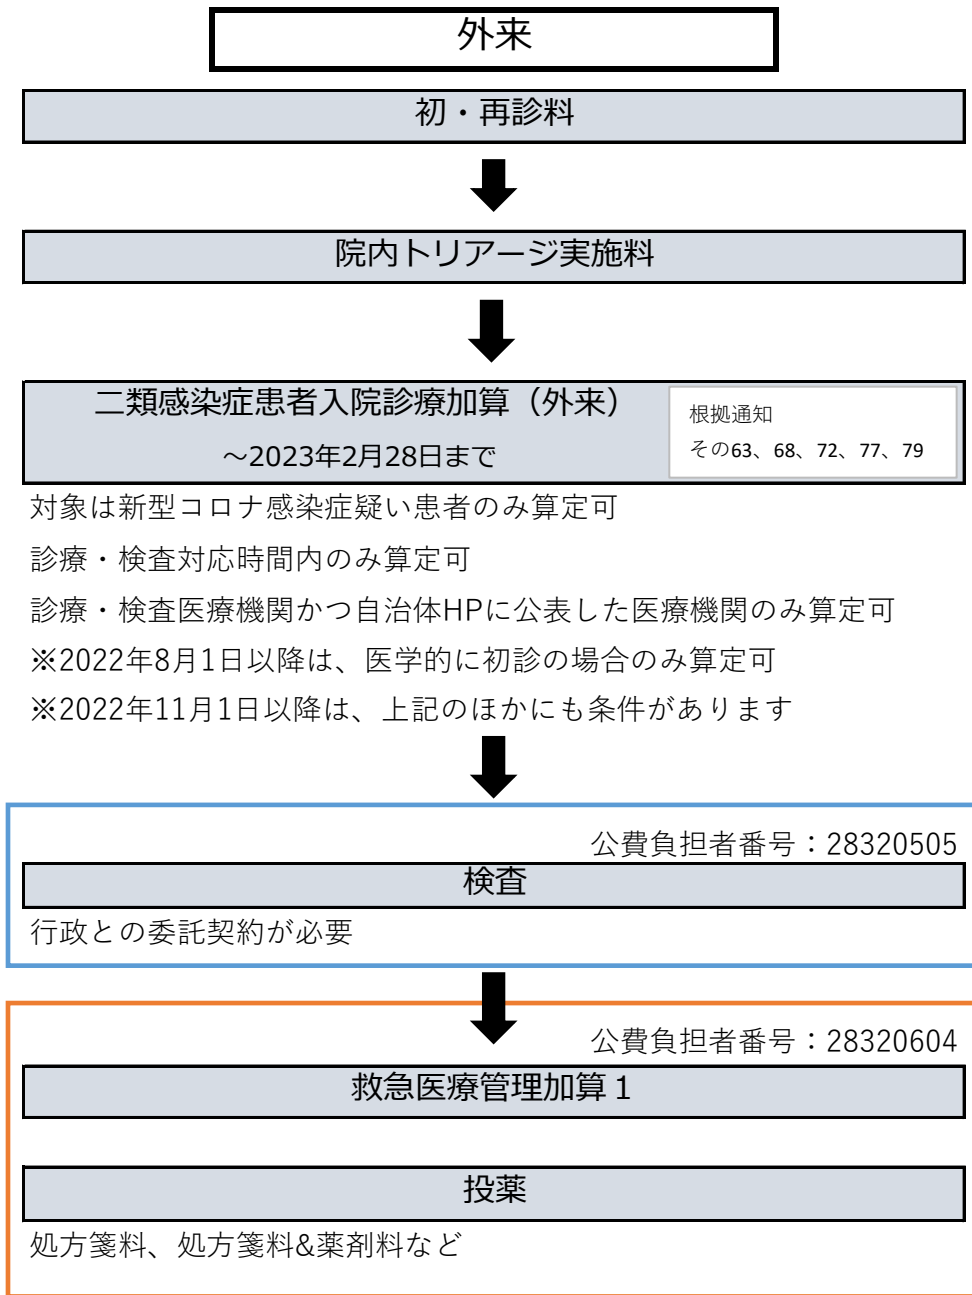 外来
初・再診料
院内トリアージ実施料
二類感染症患者入院診療加算（外来）
～2023年2月28日まで
根拠通知
その63、68、72、77、79
対象は新型コロナ感染症疑い患者のみ算定可
診療・検査対応時間内のみ算定可
診療・検査医療機関かつ自治体HPに公表した医療機関のみ算定可
※2022年8月1日以降は、医学的に初診の場合のみ算定可
※2022年11月1日以降は、上記のほかにも条件があります
公費負担者番号：28320505
検査
行政との委託契約が必要
公費負担者番号：28320604
救急医療管理加算１
投薬
処方箋料、処方箋料&薬剤料など